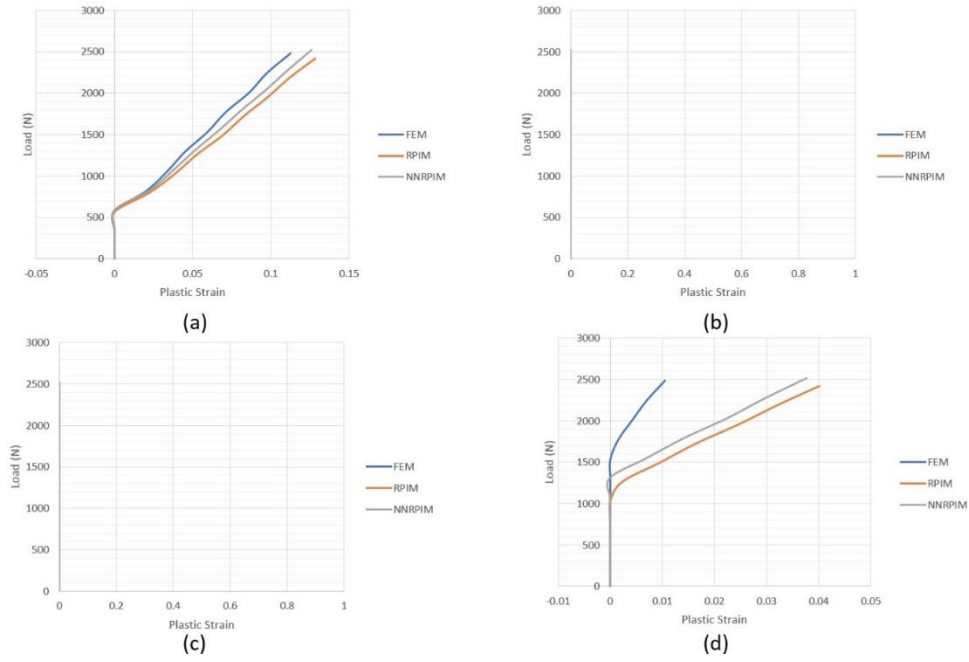 3000
2500
2000
1500
1000
500
0
-0.05 0 0.05 0.1 0.15
Load (N)
Plastic Strain
FEM
RPIM
NNRPIM
(a)
3000
2500
2000
1500
1000
500
0
0 0.2 0.4 0.6 0.8 1
Load (N)
Plastic Strain
FEM
RPIM
NNRPIM
(b)
3000
2500
2000
1500
1000
500
0
0 0.2 0.4 0.6 0.8 1
Load (N)
Plastic Strain
FEM
RPIM
NNRPIM
(c)
3000
2500
2000
1500
1000
500
0
-0.01 0 0.01 0.02 0.03 0.04 0.05
Load (N)
Plastic Strain
FEM
RPIM
NNRPIM
(d)